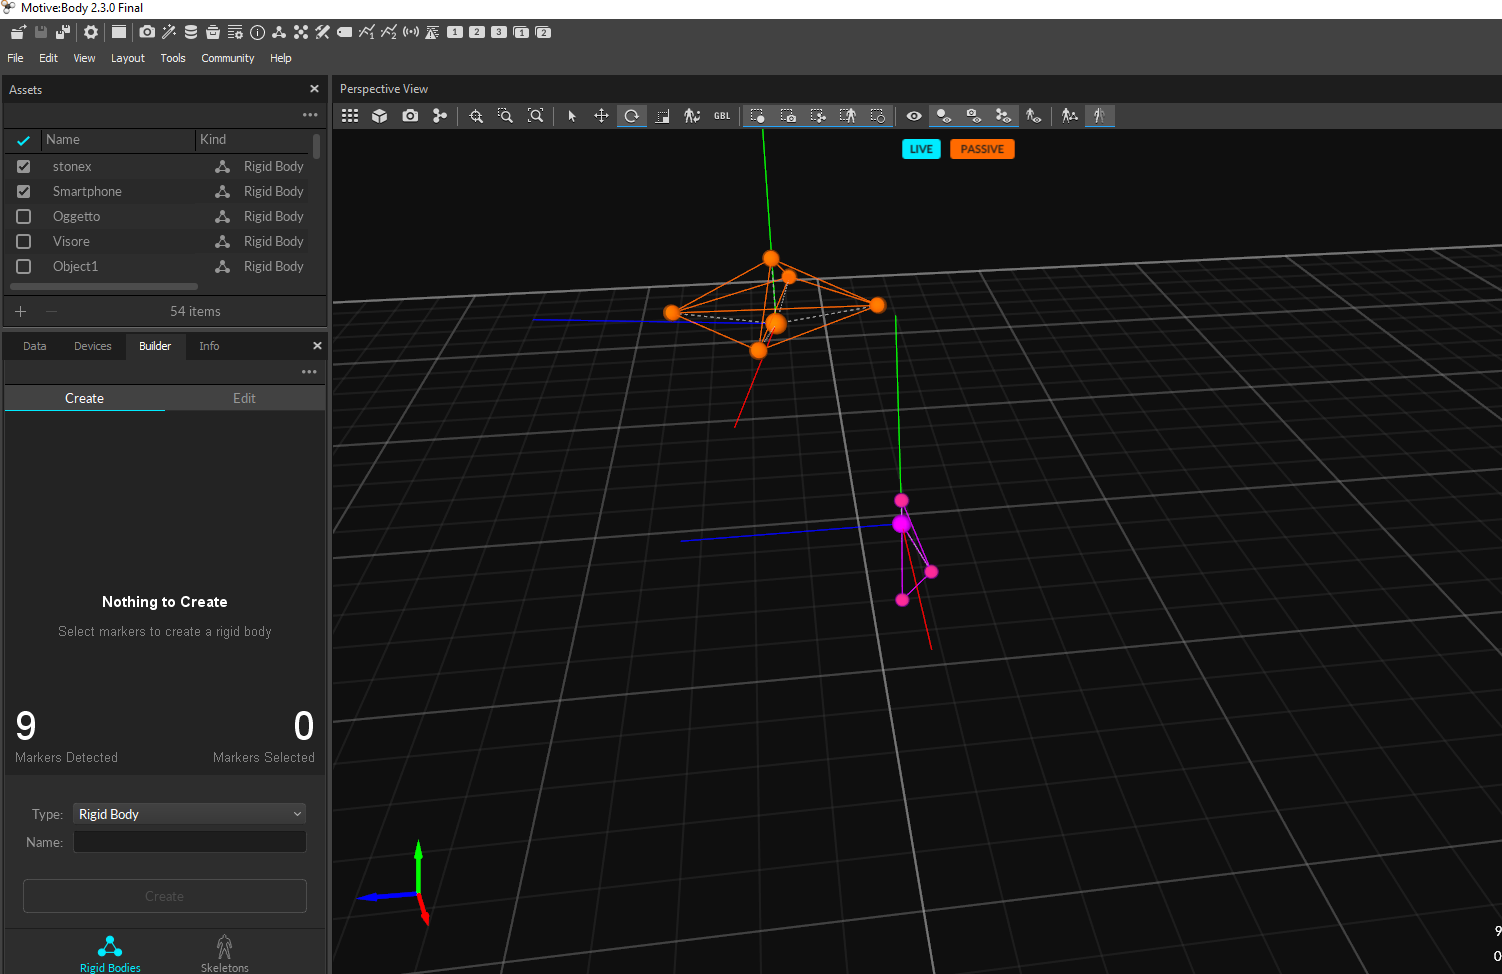 Motive:Body 2.3.0 Final
1 2 1 2 3 1 2
File Edit View Layout Tools Community Help
Assets
Perspective View
GBL
Name Kind
LIVE PASSIVE
stonex Rigid Body
Smartphone Rigid Body
Oggetto Rigid Body
Visore Rigid Body
Object1 Rigid Body
54 items
Data Devices Builder Info
Create Edit
Nothing to Create
Select markers to create a rigid body
9 0
Markers Detected Markers Selected
Type: Rigid Body
Name:
Create
Rigid Bodies Skeletons
9
0